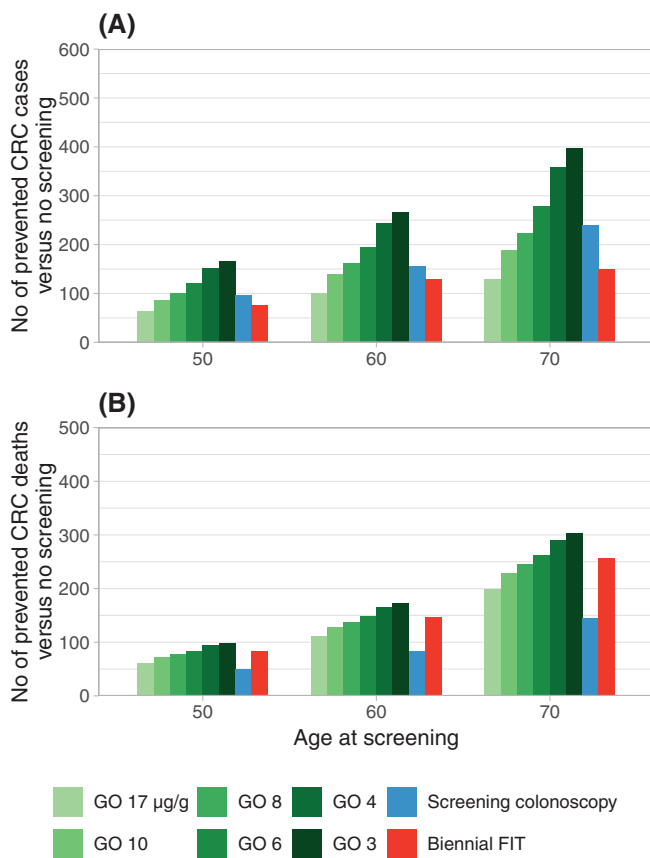 (A)
No of prevented CRC cases
versus no screening
600
500
400
300
200
100
0
50 60 70
(B)
No of prevented CRC deaths
versus no screening
500
400
300
200
100
0
50 60 70
Age at screening
GO 17 µg/g GO 8 GO 4 Screening colonoscopy
GO 10 GO 6 GO 3 Biennial FIT